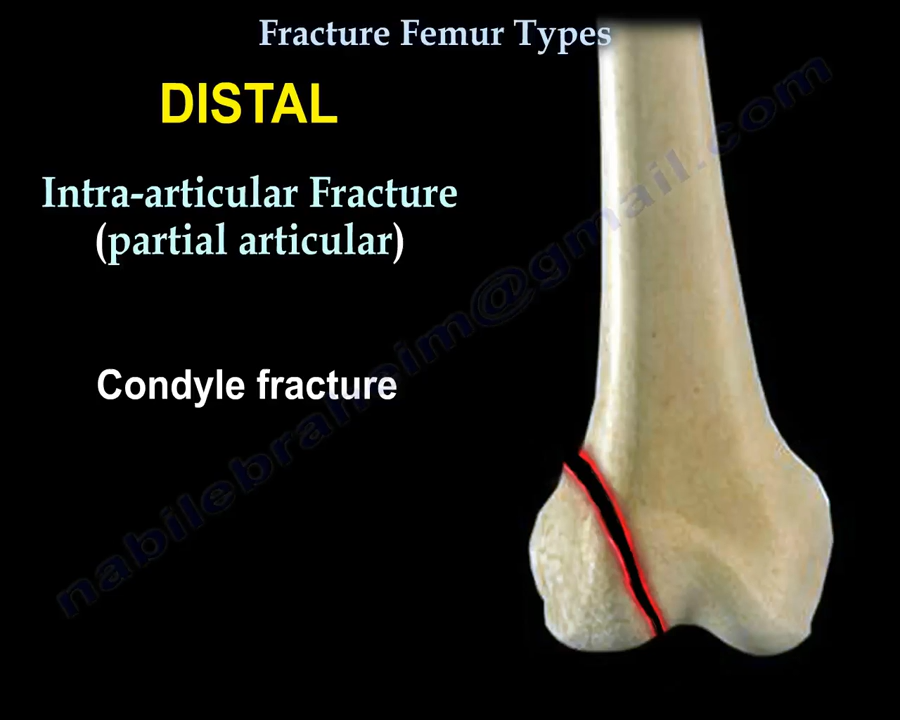 Fracture Femur Types
DISTAL
Intra-articular Fracture
(partial articular)
Condyle fracture
nabilebraheim@gmail.com